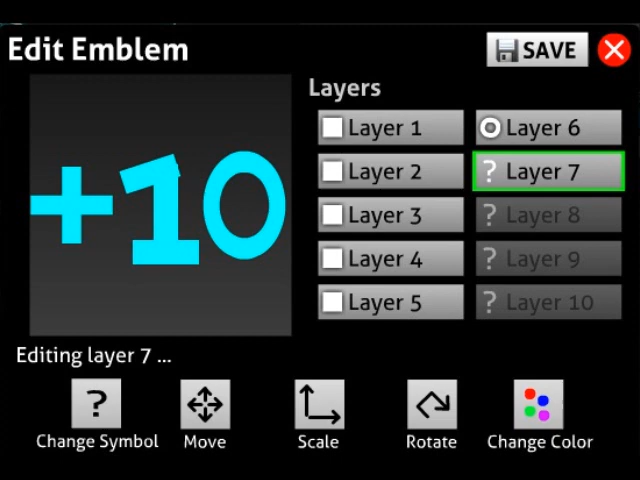 Edit Emblem
SAVE
+10
Layers
Layer 1
Layer 6
Layer 2
? Layer 7
Layer 3
? Layer 8
Layer 4
? Layer 9
Layer 5
? Layer 10
Editing layer 7 ...
?
Change Symbol
Move
Scale
Rotate
Change Color